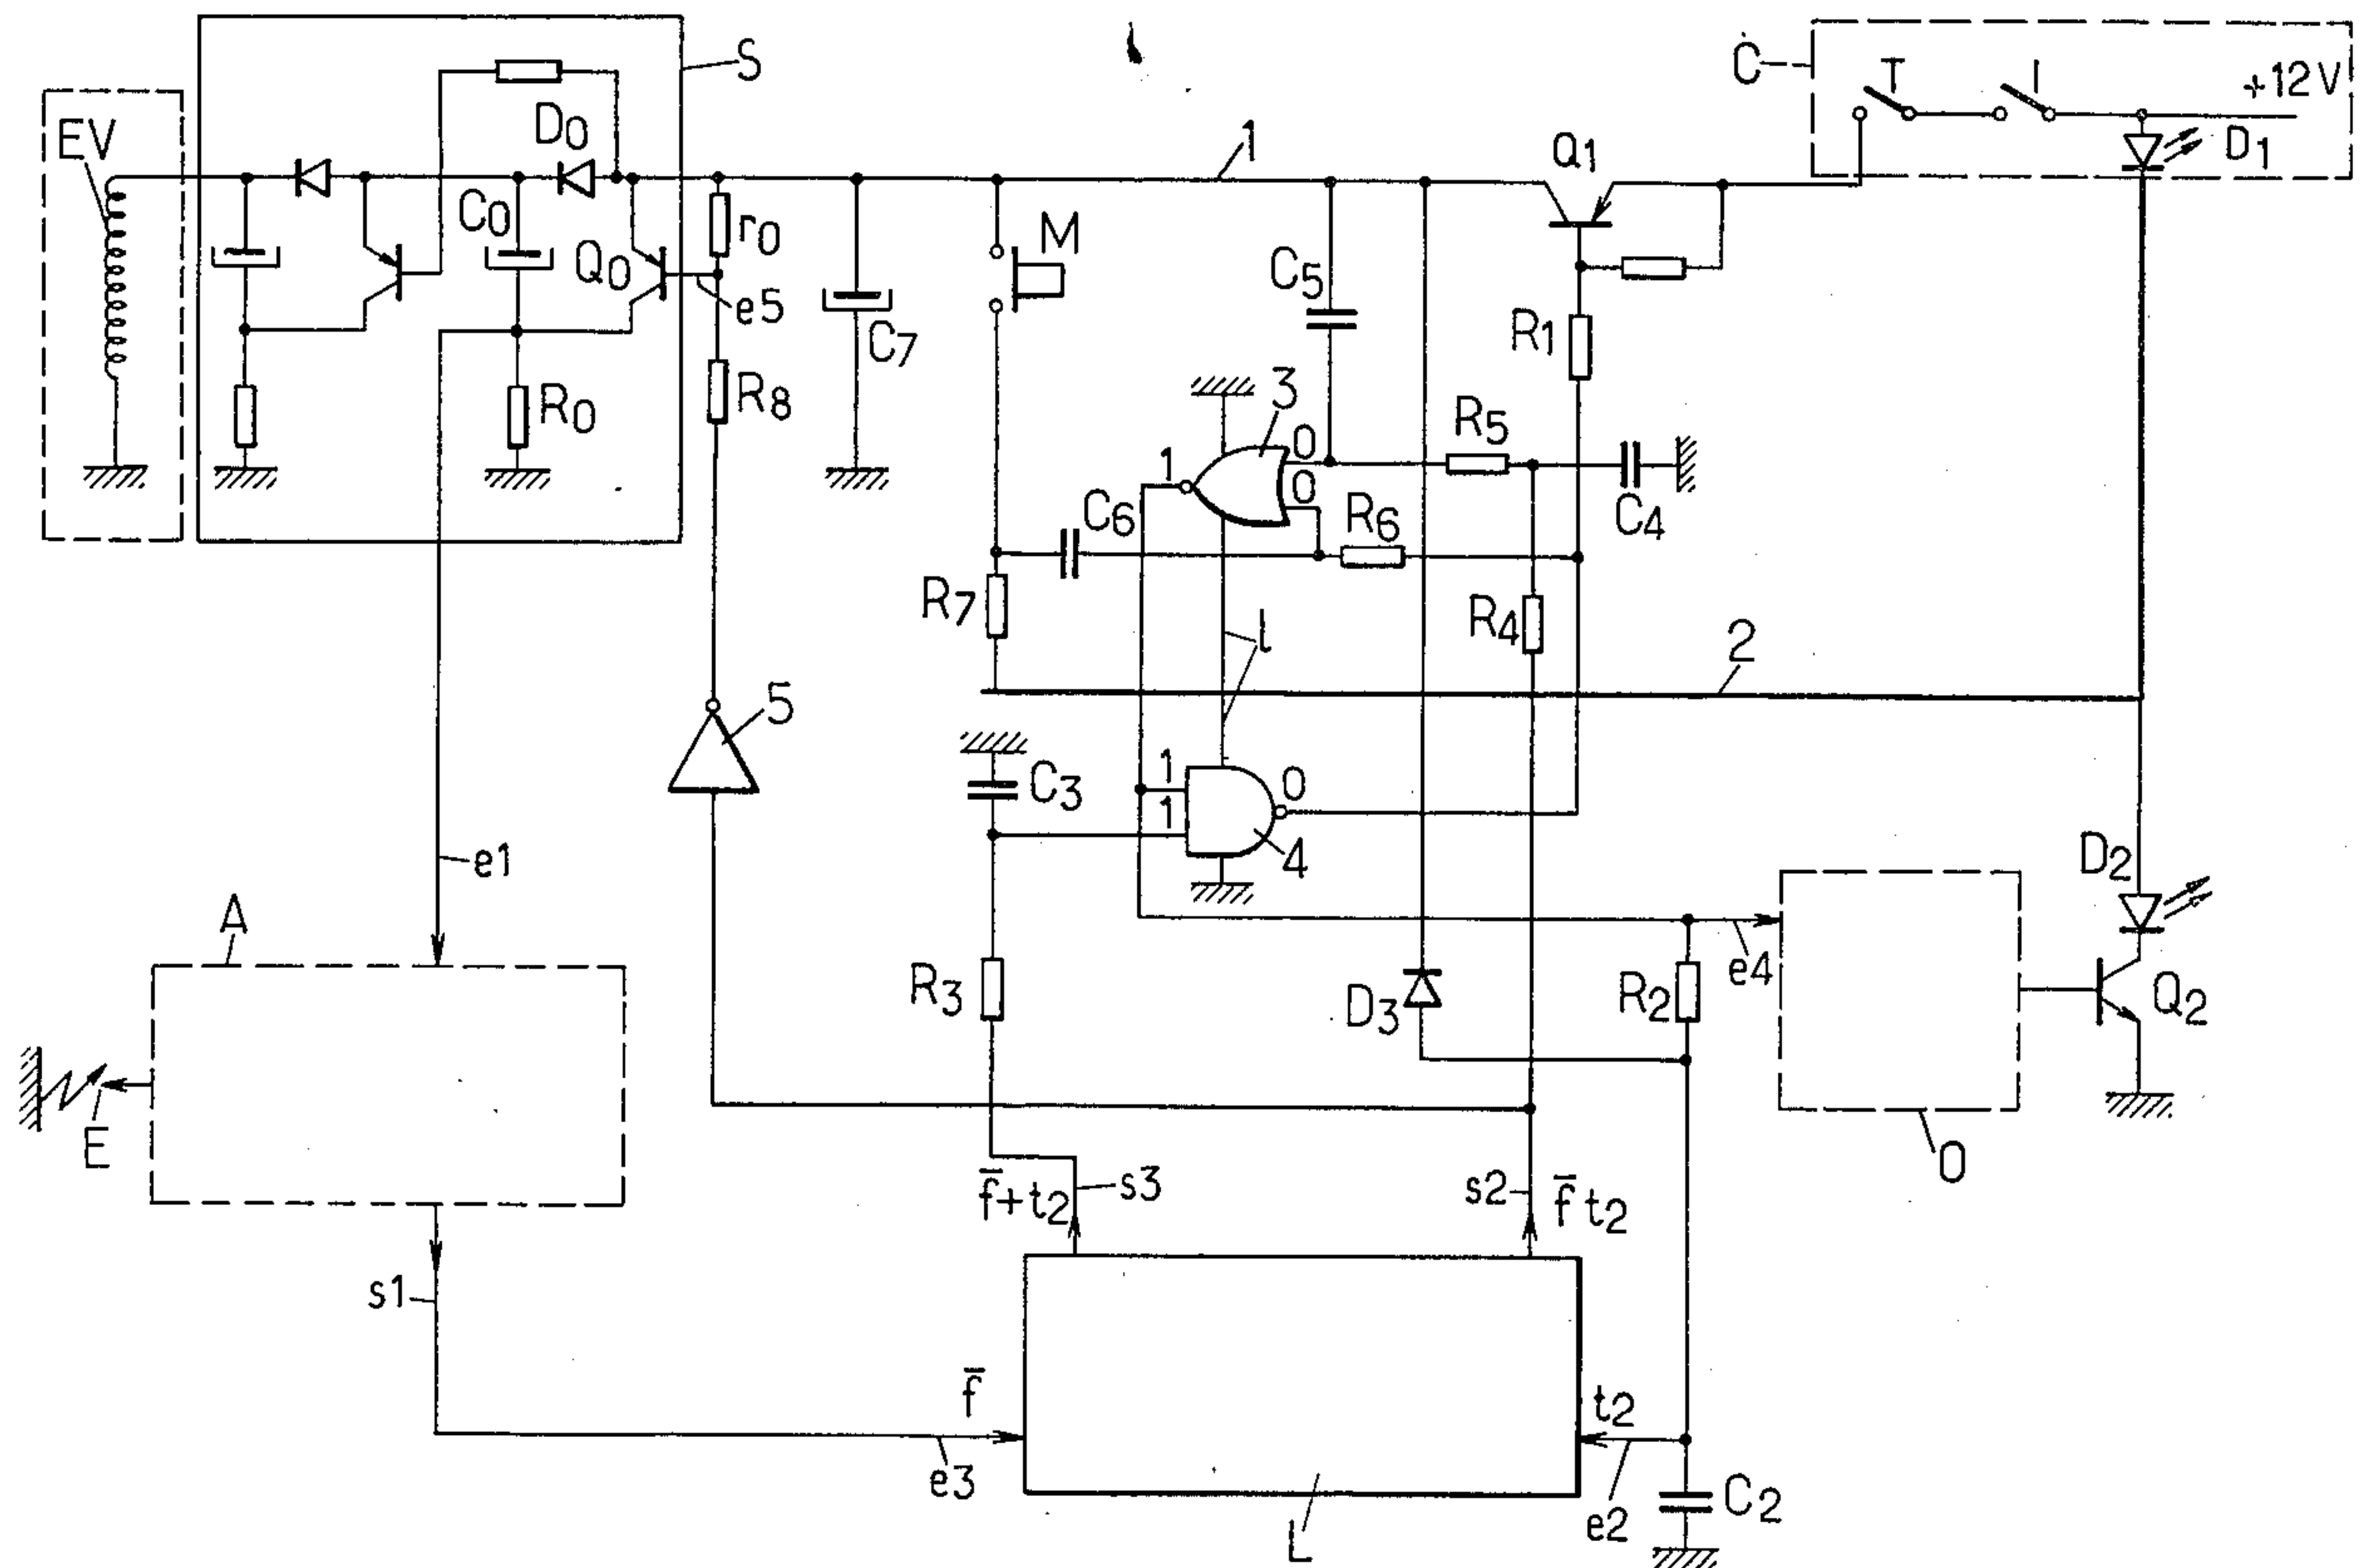 S
C
T
I
+12V
D1
EV
D0
1
Q1
C0
Q0
r0
M
C5
e5
C7
R1
R0
R8
3
0
R5
1
0
C6
R6
C4
R7
R4
l
2
5
C3
1
0
1
4
e1
D2
A
R3
D3
R2
e4
Q2
E
f̅+t2
s3
s2
f̅ t2
O
s1
f̅
t2
e3
e2
C2
L